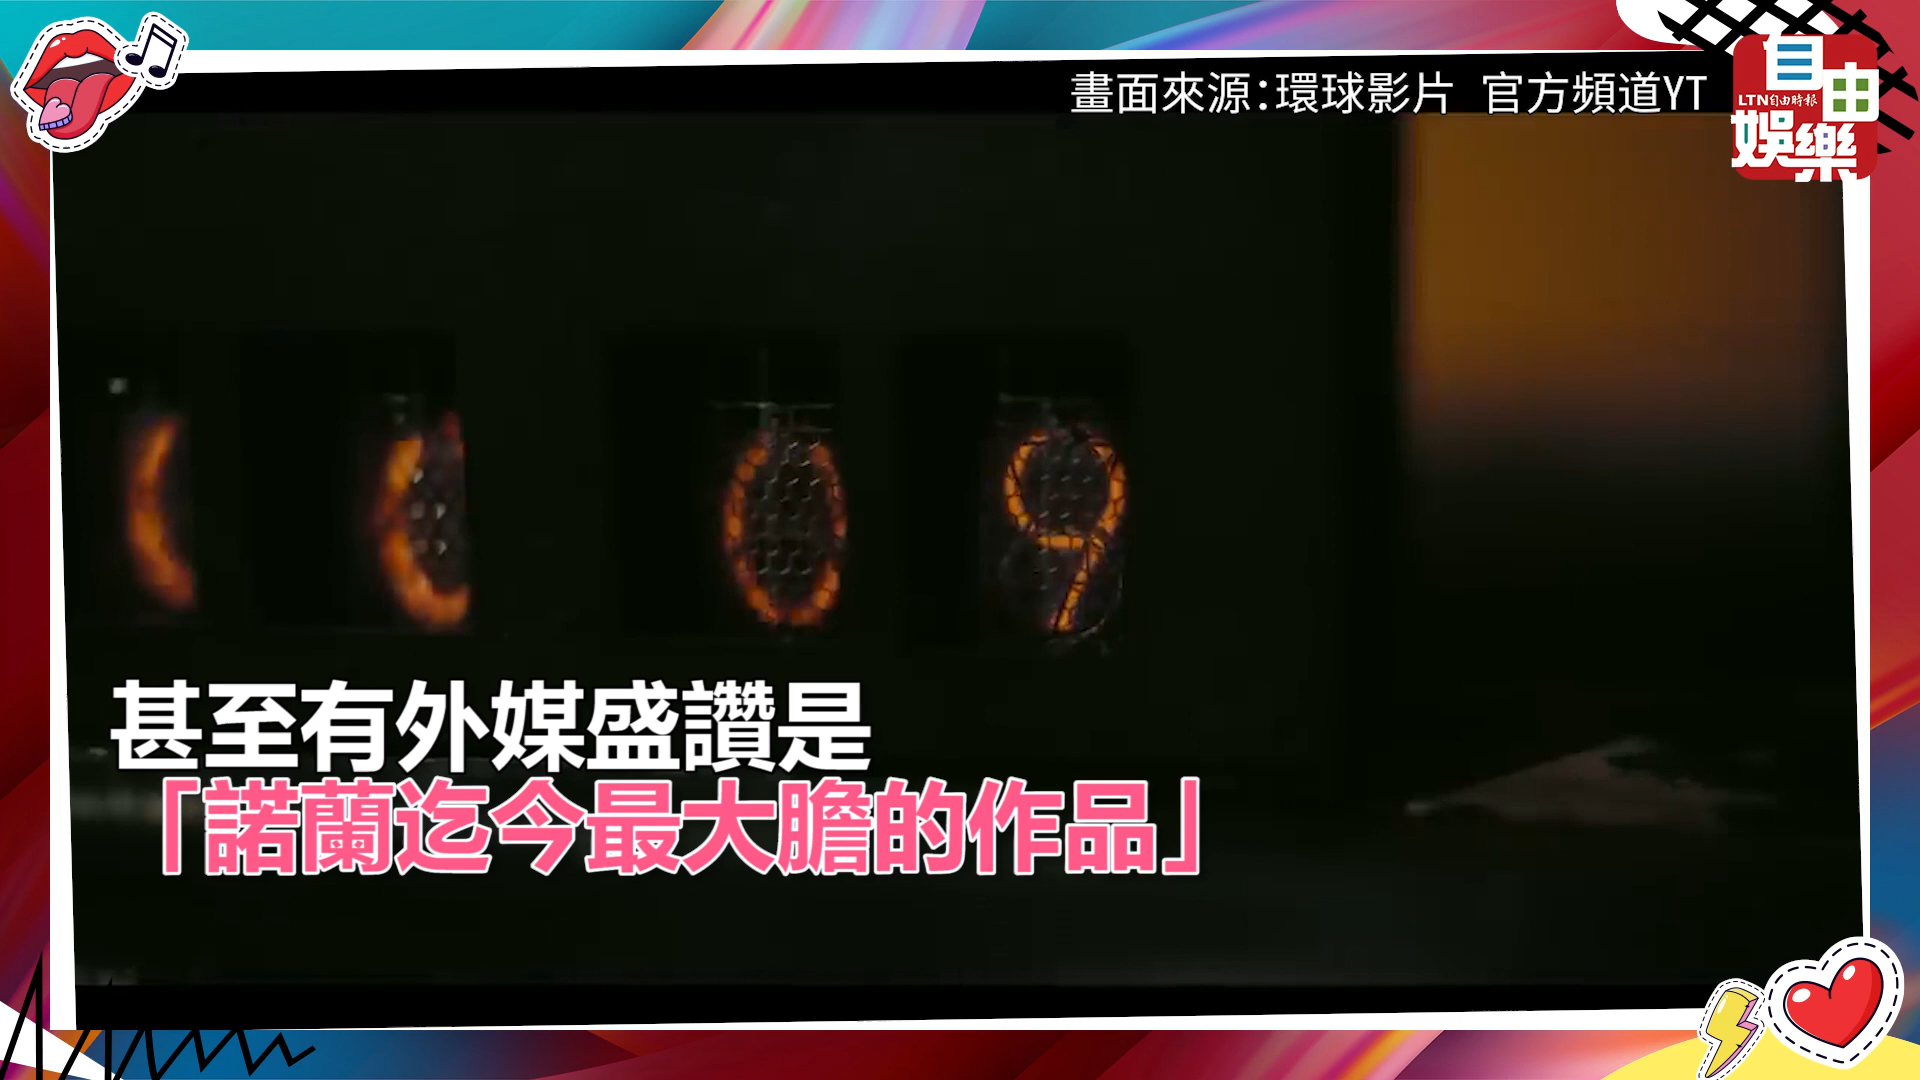 畫面來源:環球影片 官方頻道YT
自由
LTN自由時報
娛樂
0 9
甚至有外媒盛讚是
「諾蘭迄今最大膽的作品」